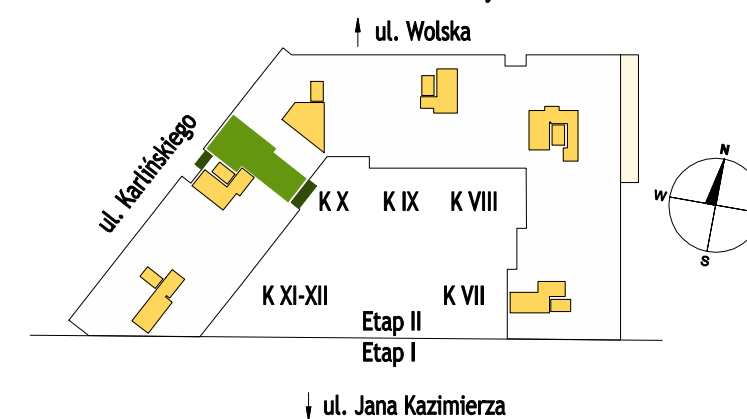 ul. Wolska
ul. Karlińskiego
N
W
S
K X K IX K VIII
K XI-XII K VII
Etap II
Etap I
ul. Jana Kazimierza